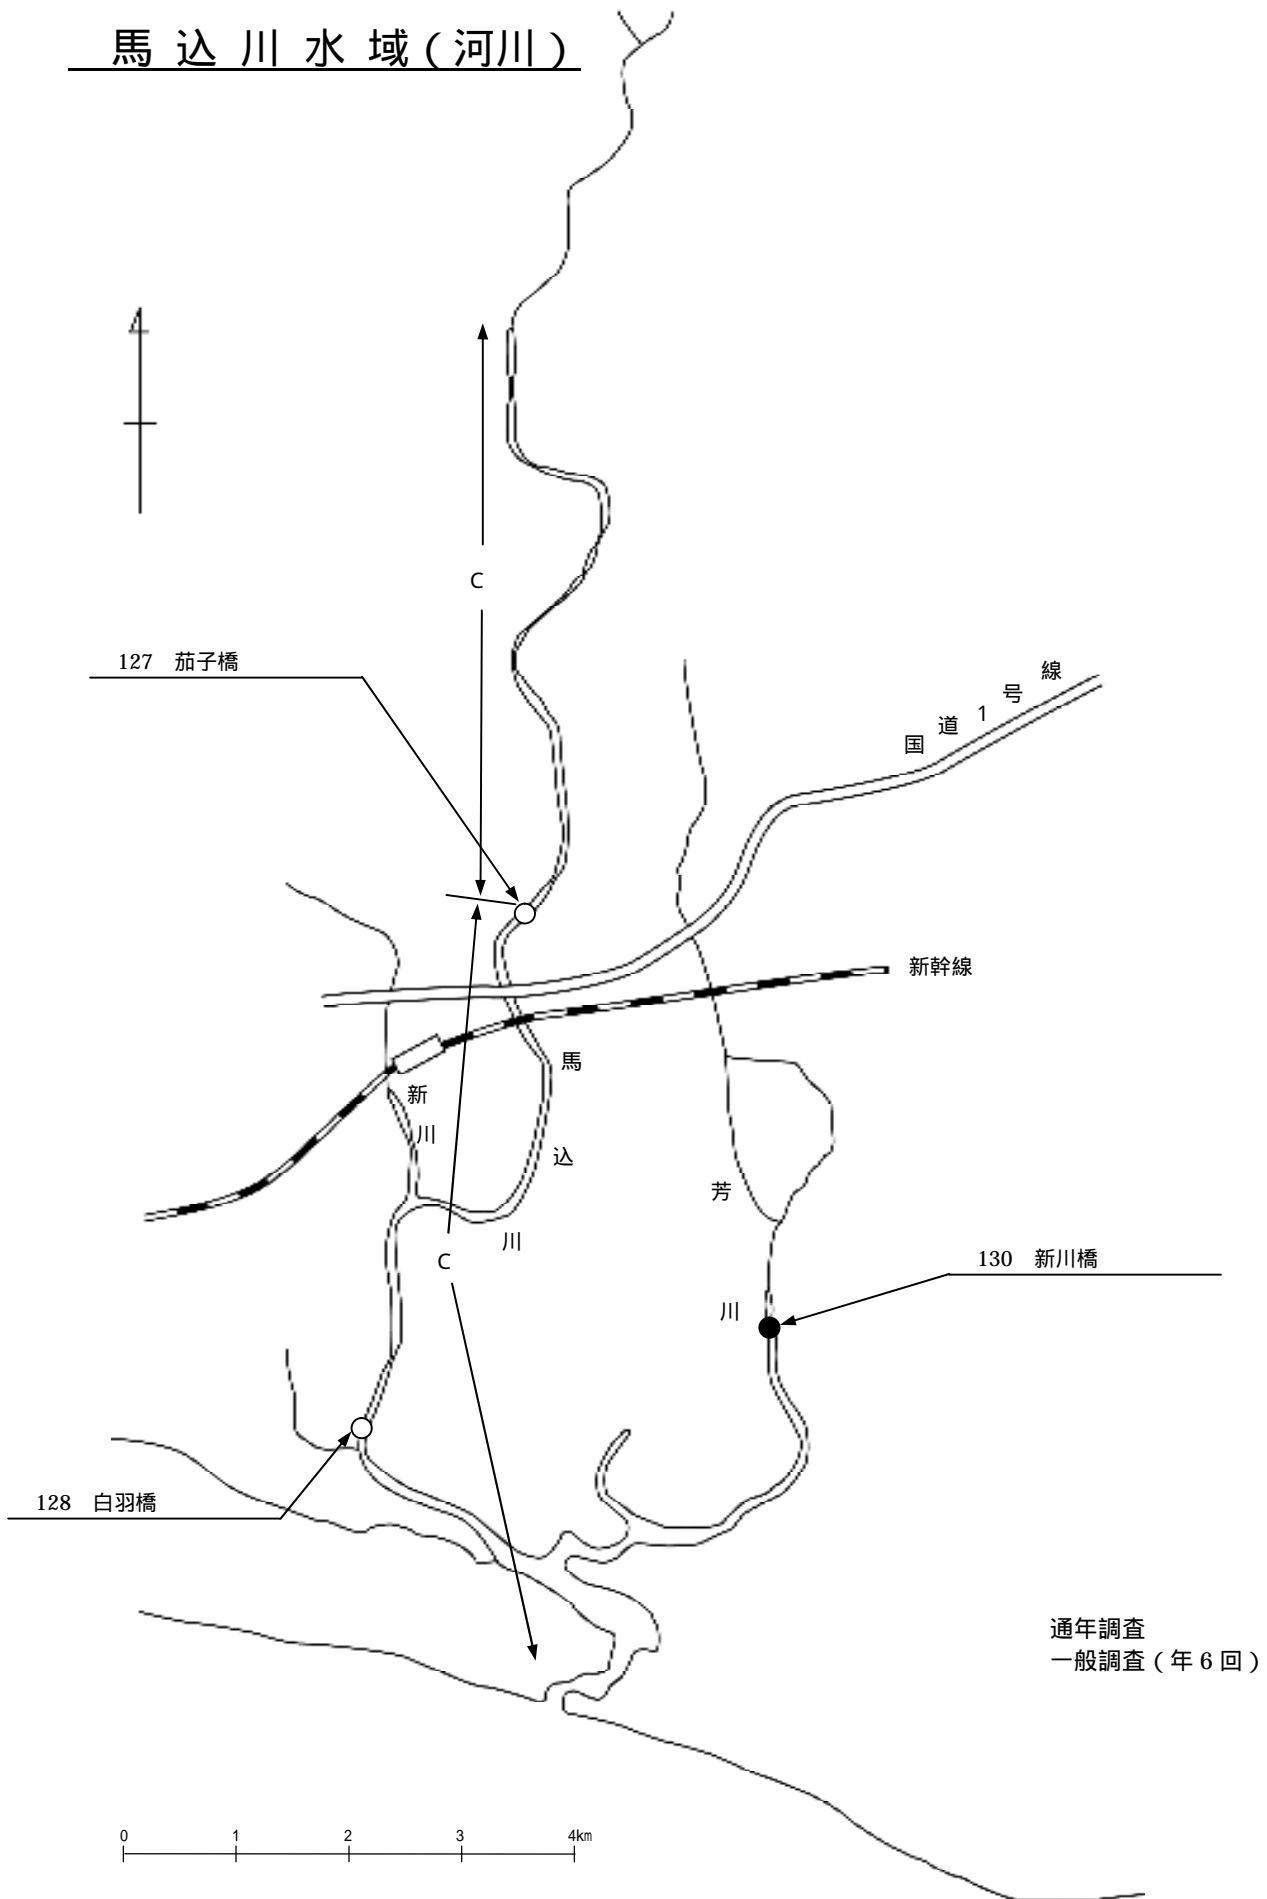 馬込川水域（河川）
C
127　茄子橋
国道1号線
新幹線
馬込川
新川
芳川
C
130　新川橋
128　白羽橋
通年調査
一般調査（年6回）
0 1 2 3 4km